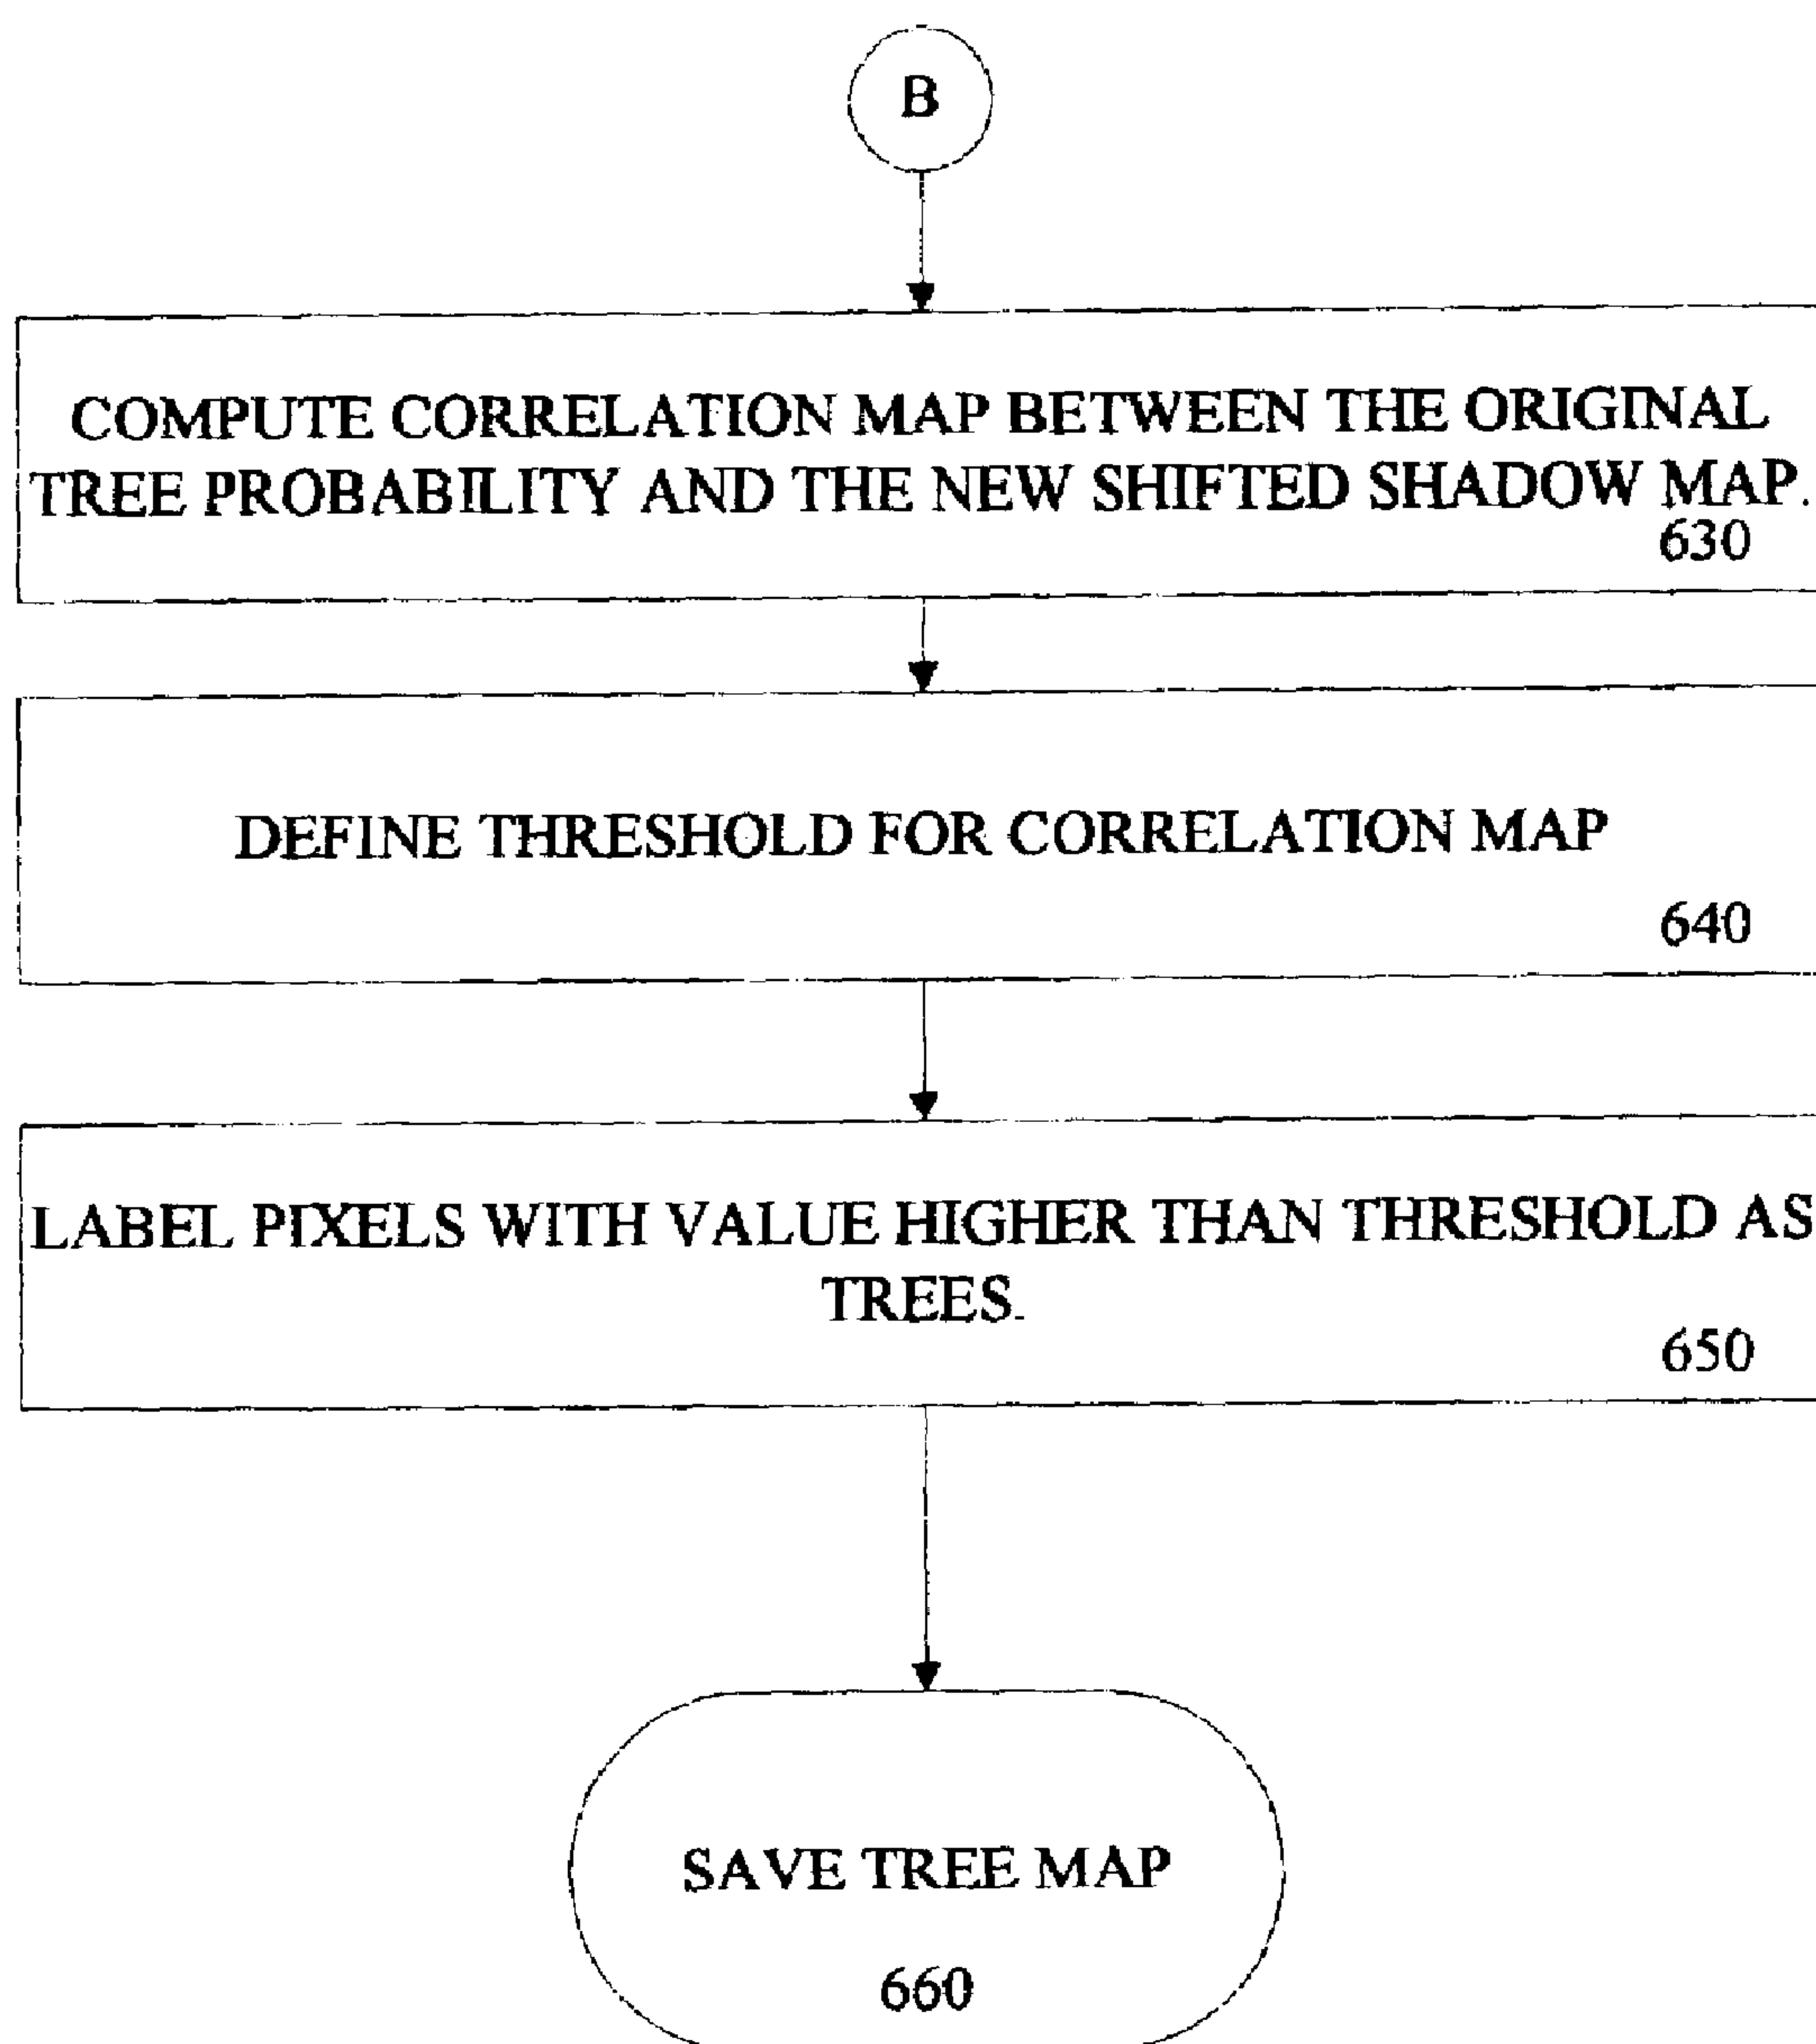 B
COMPUTE CORRELATION MAP BETWEEN THE ORIGINAL
TREE PROBABILITY AND THE NEW SHIFTED SHADOW MAP.
630
DEFINE THRESHOLD FOR CORRELATION MAP
640
LABEL PIXELS WITH VALUE HIGHER THAN THRESHOLD AS
TREES.
650
SAVE TREE MAP
660